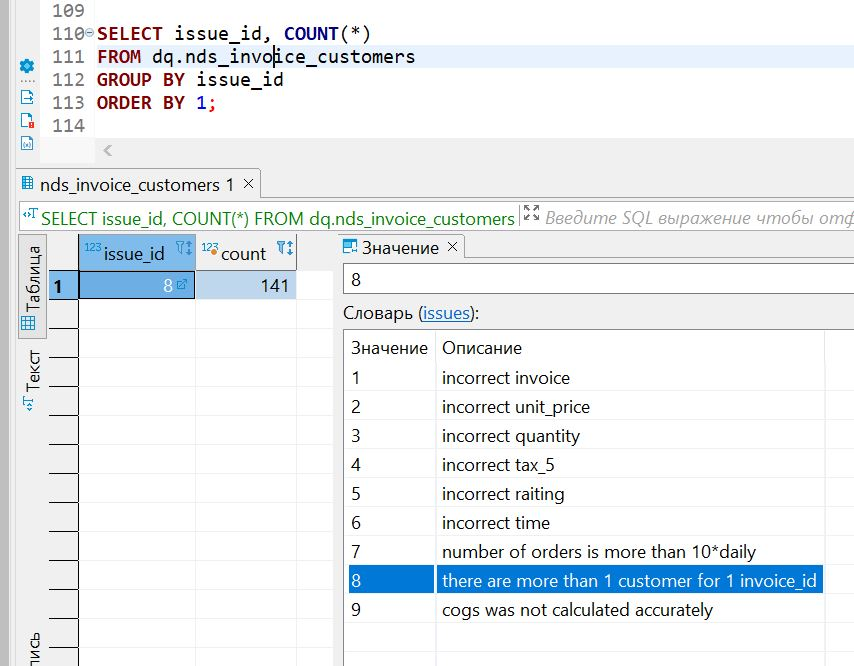 109
110 SELECT issue_id, COUNT(*)
111 FROM dq.nds_invoice_customers
112 GROUP BY issue_id
113 ORDER BY 1;
114
nds_invoice_customers 1
SELECT issue_id, COUNT(*) FROM dq.nds_invoice_customers
Введите SQL выражение чтобы отф
Таблица
Текст
пись
123 issue_id 123 count
1 8 141
Значение
8
Словарь (issues):
Значение Описание
1 incorrect invoice
2 incorrect unit_price
3 incorrect quantity
4 incorrect tax_5
5 incorrect raiting
6 incorrect time
7 number of orders is more than 10*daily
8 there are more than 1 customer for 1 invoice_id
9 cogs was not calculated accurately